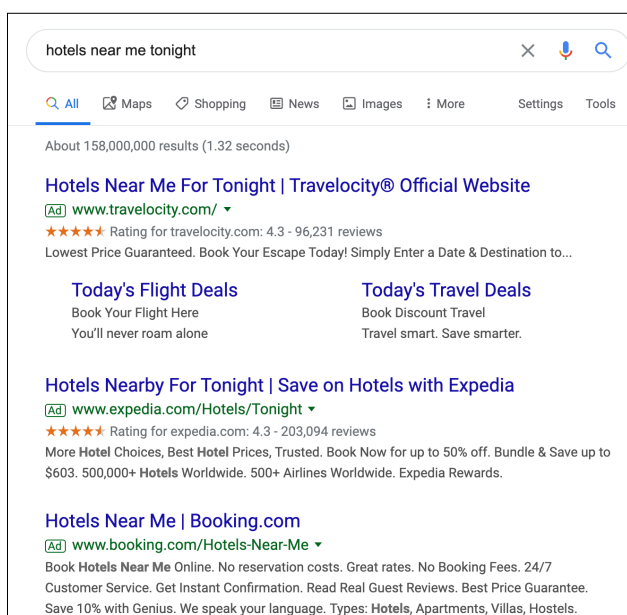 hotels near me tonight
All Maps Shopping News Images More Settings Tools
About 158,000,000 results (1.32 seconds)
Hotels Near Me For Tonight | Travelocity® Official Website
Ad www.travelocity.com/
Rating for travelocity.com: 4.3 - 96,231 reviews
Lowest Price Guaranteed. Book Your Escape Today! Simply Enter a Date & Destination to...
Today's Flight Deals
Book Your Flight Here
You'll never roam alone
Today's Travel Deals
Book Discount Travel
Travel smart. Save smarter.
Hotels Nearby For Tonight | Save on Hotels with Expedia
Ad www.expedia.com/Hotels/Tonight
Rating for expedia.com: 4.3 - 203,094 reviews
More Hotel Choices, Best Hotel Prices, Trusted. Book Now for up to 50% off. Bundle & Save up to
$603. 500,000+ Hotels Worldwide. 500+ Airlines Worldwide. Expedia Rewards.
Hotels Near Me | Booking.com
Ad www.booking.com/Hotels-Near-Me
Book Hotels Near Me Online. No reservation costs. Great rates. No Booking Fees. 24/7
Customer Service. Get Instant Confirmation. Read Real Guest Reviews. Best Price Guarantee.
Save 10% with Genius. We speak your language. Types: Hotels, Apartments, Villas, Hostels.